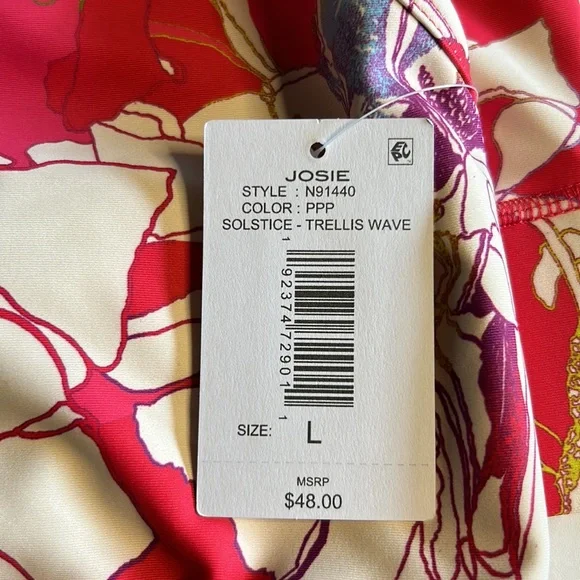 JOSIE
STYLE : N91440
COLOR : PPP
SOLSTICE - TRELLIS WAVE
1 92374 72901 1
SIZE: L
MSRP
$48.00